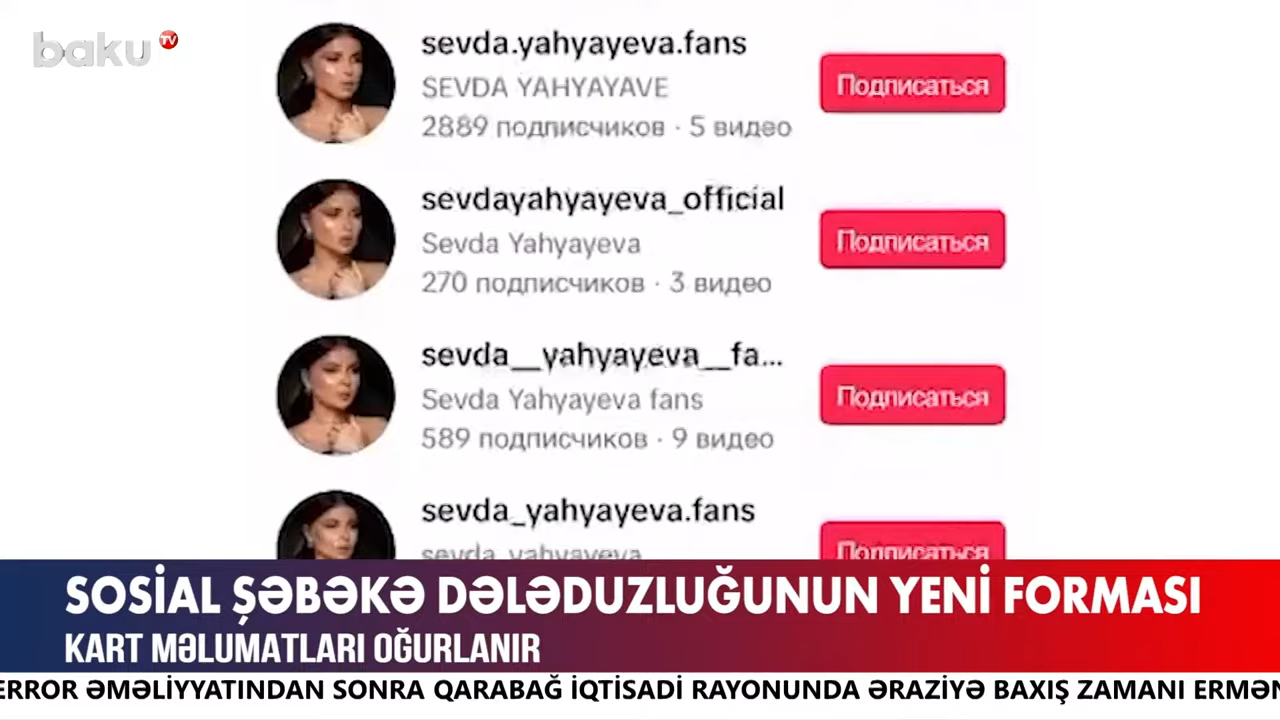 baku TV
sevda.yahyayeva.fans
SEVDA YAHYAYAVE
2889 подписчиков · 5 видео
Подписаться
sevdayahyayeva_official
Sevda Yahyayeva
270 подписчиков · 3 видео
Подписаться
sevda__yahyayeva__fa...
Sevda Yahyayeva fans
589 подписчиков · 9 видео
Подписаться
sevda_yahyayeva.fans
sevda_yahyayeva
Подписаться
SOSİAL ŞƏBƏKƏ DƏLƏDUZLUĞUNUN YENİ FORMASI
KART MƏLUMATLARI OĞURLANIR
ERROR ƏMƏLİYYATINDAN SONRA QARABAĞ İQTİSADİ RAYONUNDA ƏRAZİYƏ BAXIŞ ZAMANI ERMƏN